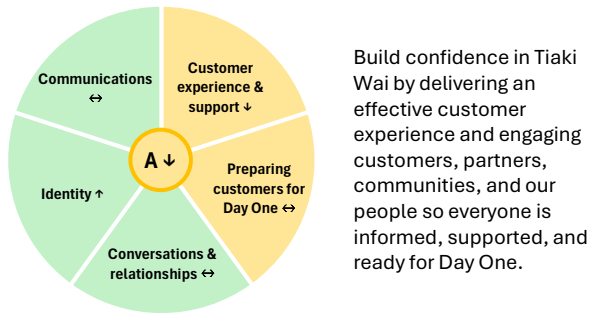 Communications
↔
Customer
experience &
support ↓
A ↓
Preparing
customers for
Day One ↔
Identity ↑
Conversations &
relationships ↔
Build confidence in Tiaki
Wai by delivering an
effective customer
experience and engaging
customers, partners,
communities, and our
people so everyone is
informed, supported, and
ready for Day One.